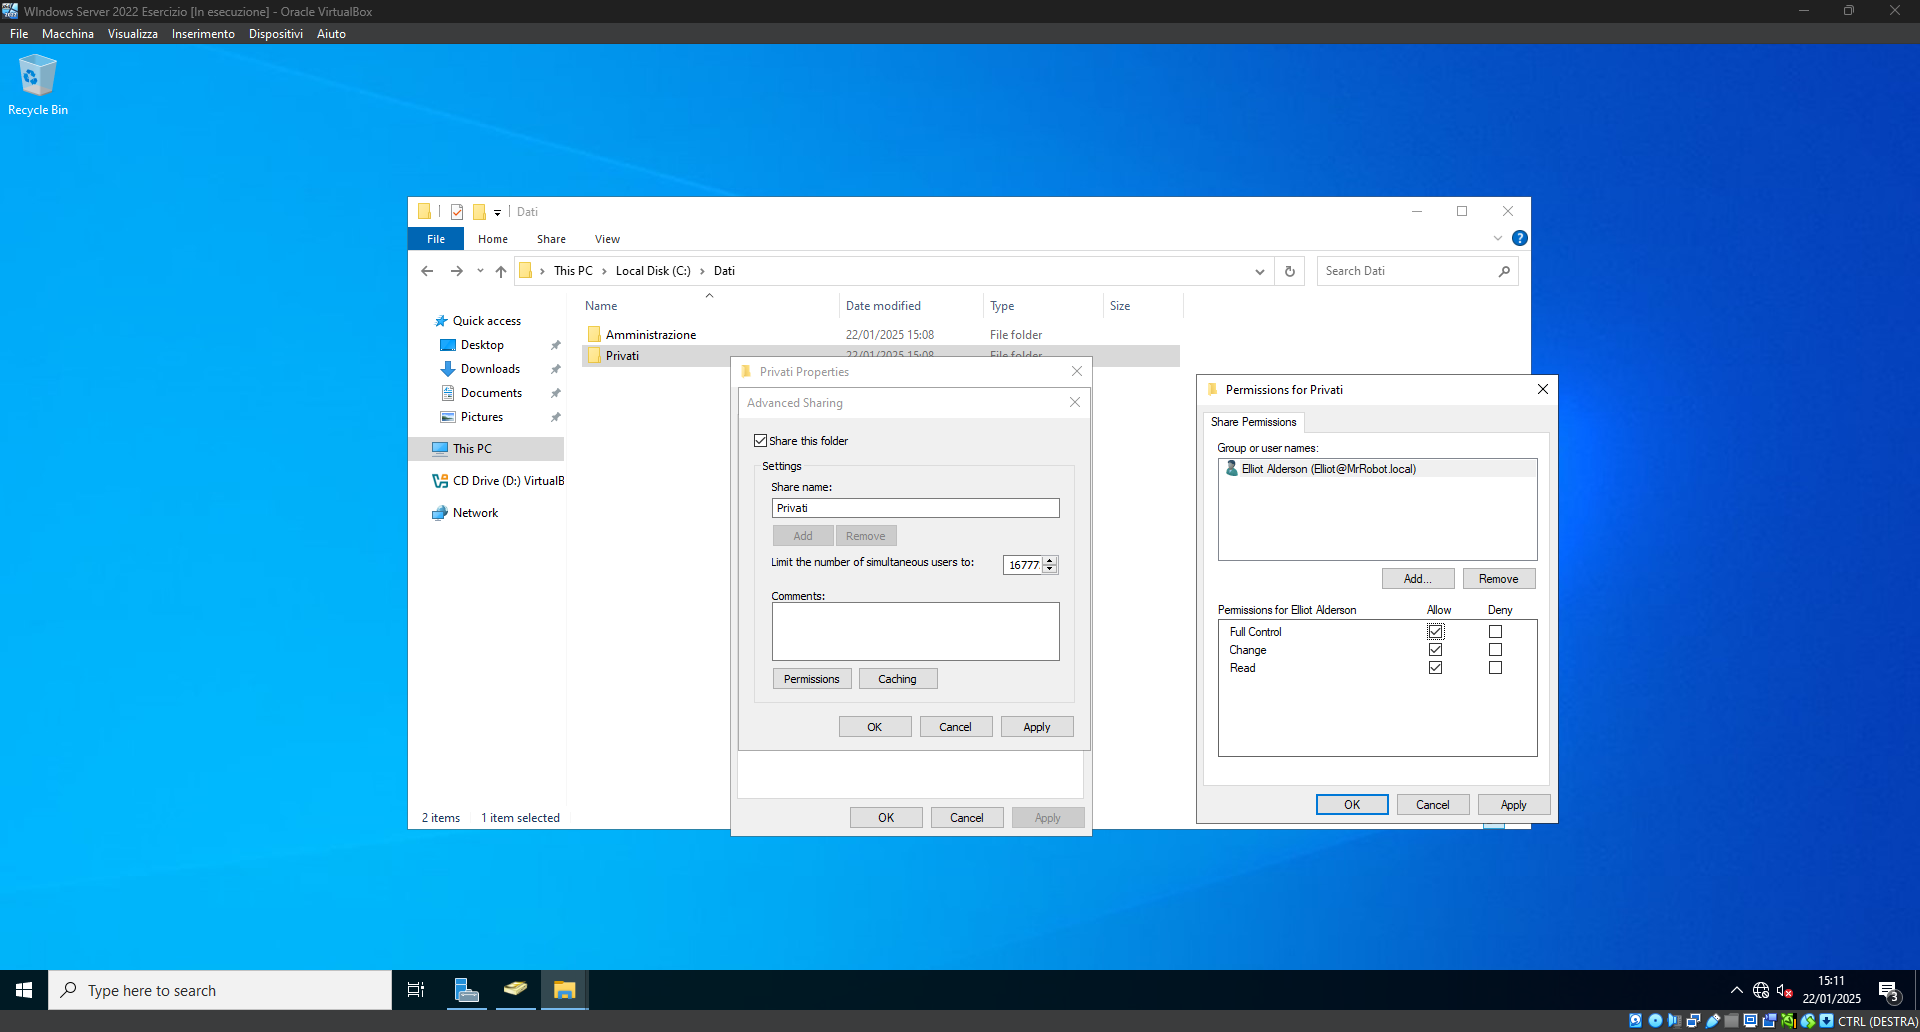 WIndows Server 2022 Esercizio [In esecuzione] - Oracle VirtualBox
File Macchina Visualizza Inserimento Dispositivi Aiuto
Recycle Bin
Dati
File Home Share View
This PC Local Disk (C:) Dati
Search Dati
Name Date modified Type Size
Quick access
Desktop
Downloads
Documents
Pictures
This PC
CD Drive (D:) VirtualB
Network
Amministrazione 22/01/2025 15:08 File folder
Privati 22/01/2025 15:08 File folder
2 items 1 item selected
Privati Properties
Advanced Sharing
Share this folder
Settings
Share name:
Privati
Add Remove
Limit the number of simultaneous users to: 16777
Comments:
Permissions Caching
OK Cancel Apply
OK Cancel Apply
Permissions for Privati
Share Permissions
Group or user names:
Elliot Alderson (Elliot@MrRobot.local)
Add... Remove
Permissions for Elliot Alderson Allow Deny
Full Control
Change
Read
OK Cancel Apply
Type here to search
15:11
22/01/2025
3
CTRL (DESTRA)